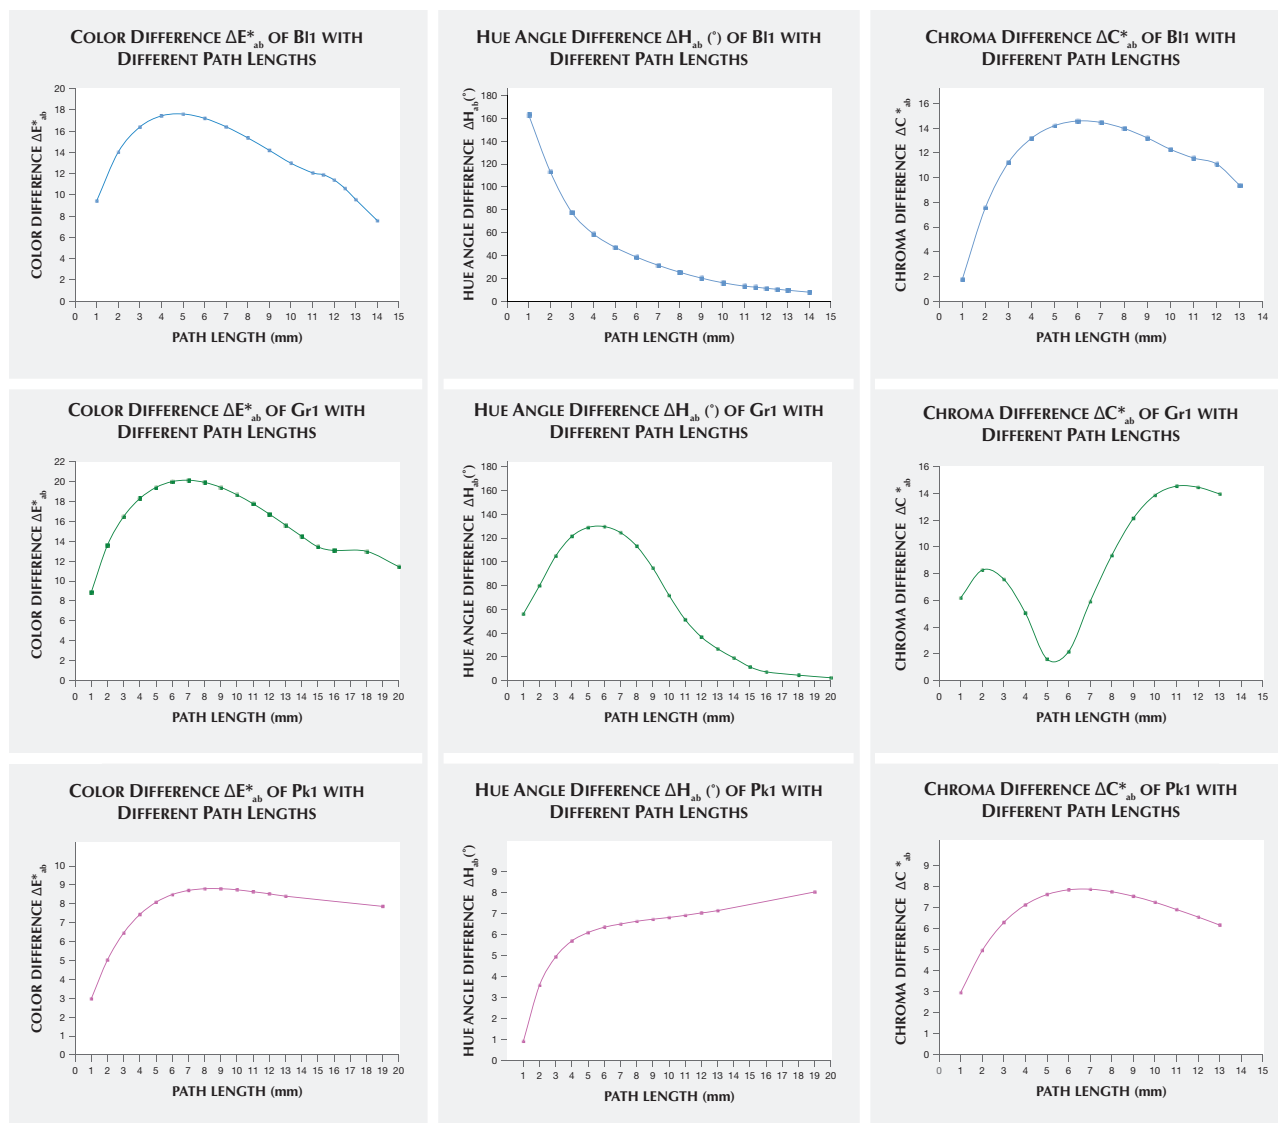 COLOR DIFFERENCE ΔE*ab OF Bl1 WITH
DIFFERENT PATH LENGTHS
COLOR DIFFERENCE ΔE*ab
20
18
16
14
12
10
8
6
4
2
0
0 1 2 3 4 5 6 7 8 9 10 11 12 13 14 15
PATH LENGTH (mm)
HUE ANGLE DIFFERENCE ΔHab (°) OF Bl1 WITH
DIFFERENT PATH LENGTHS
HUE ANGLE DIFFERENCE ΔHab(°)
180
160
140
120
100
80
60
40
20
0
0 1 2 3 4 5 6 7 8 9 10 11 12 13 14 15
PATH LENGTH (mm)
CHROMA DIFFERENCE ΔC*ab OF Bl1 WITH
DIFFERENT PATH LENGTHS
CHROMA DIFFERENCE ΔC *ab
16
14
12
10
8
6
4
2
0
0 1 2 3 4 5 6 7 8 9 10 11 12 13 14
PATH LENGTH (mm)
COLOR DIFFERENCE ΔE*ab OF Gr1 WITH
DIFFERENT PATH LENGTHS
COLOR DIFFERENCE ΔE*ab
22
20
18
16
14
12
10
8
6
4
2
0
0 1 2 3 4 5 6 7 8 9 10 11 12 13 14 15 16 17 18 19 20
PATH LENGTH (mm)
HUE ANGLE DIFFERENCE ΔHab (°) OF Gr1 WITH
DIFFERENT PATH LENGTHS
HUE ANGLE DIFFERENCE ΔHab(°)
180
160
140
120
100
80
60
40
20
0
0 1 2 3 4 5 6 7 8 9 10 11 12 13 14 15 16 17 18 19 20
PATH LENGTH (mm)
CHROMA DIFFERENCE ΔC*ab OF Gr1 WITH
DIFFERENT PATH LENGTHS
CHROMA DIFFERENCE ΔC *ab
16
14
12
10
8
6
4
2
0
0 1 2 3 4 5 6 7 8 9 10 11 12 13 14 15
PATH LENGTH (mm)
COLOR DIFFERENCE ΔE*ab OF Pk1 WITH
DIFFERENT PATH LENGTHS
COLOR DIFFERENCE ΔE*ab
10
9
8
7
6
5
4
3
2
1
0
0 1 2 3 4 5 6 7 8 9 10 11 12 13 14 15 16 17 18 19 20
PATH LENGTH (mm)
HUE ANGLE DIFFERENCE ΔHab (°) OF Pk1 WITH
DIFFERENT PATH LENGTHS
HUE ANGLE DIFFERENCE ΔHab(°)
9
8
7
6
5
4
3
2
1
0
1 2 3 4 5 6 7 8 9 10 11 12 13 14 15 16 17 18 19 20
PATH LENGTH (mm)
CHROMA DIFFERENCE ΔC*ab OF Pk1 WITH
DIFFERENT PATH LENGTHS
CHROMA DIFFERENCE ΔC *ab
9
8
7
6
5
4
3
2
1
0
0 1 2 3 4 5 6 7 8 9 10 11 12 13 14 15
PATH LENGTH (mm)